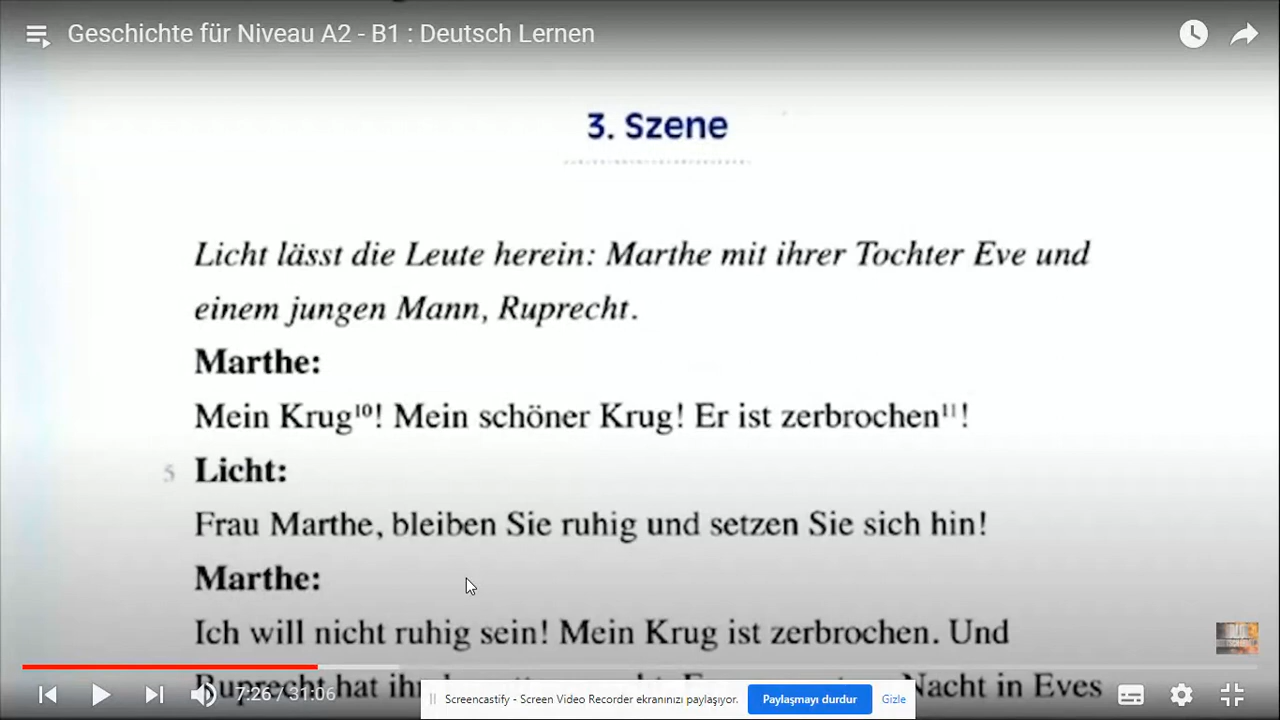 Geschichte für Niveau A2 - B1 : Deutsch Lernen
3. Szene
Licht lässt die Leute herein: Marthe mit ihrer Tochter Eve und
einem jungen Mann, Ruprecht.
Marthe:
Mein Krug¹⁰! Mein schöner Krug! Er ist zerbrochen¹¹!
5 Licht:
Frau Marthe, bleiben Sie ruhig und setzen Sie sich hin!
Marthe:
Ich will nicht ruhig sein! Mein Krug ist zerbrochen. Und
Ruprecht hat Nacht in Eves
7:26 / 31:06
Screencastify - Screen Video Recorder ekranınızı paylaşıyor. Paylaşmayı durdur Gizle